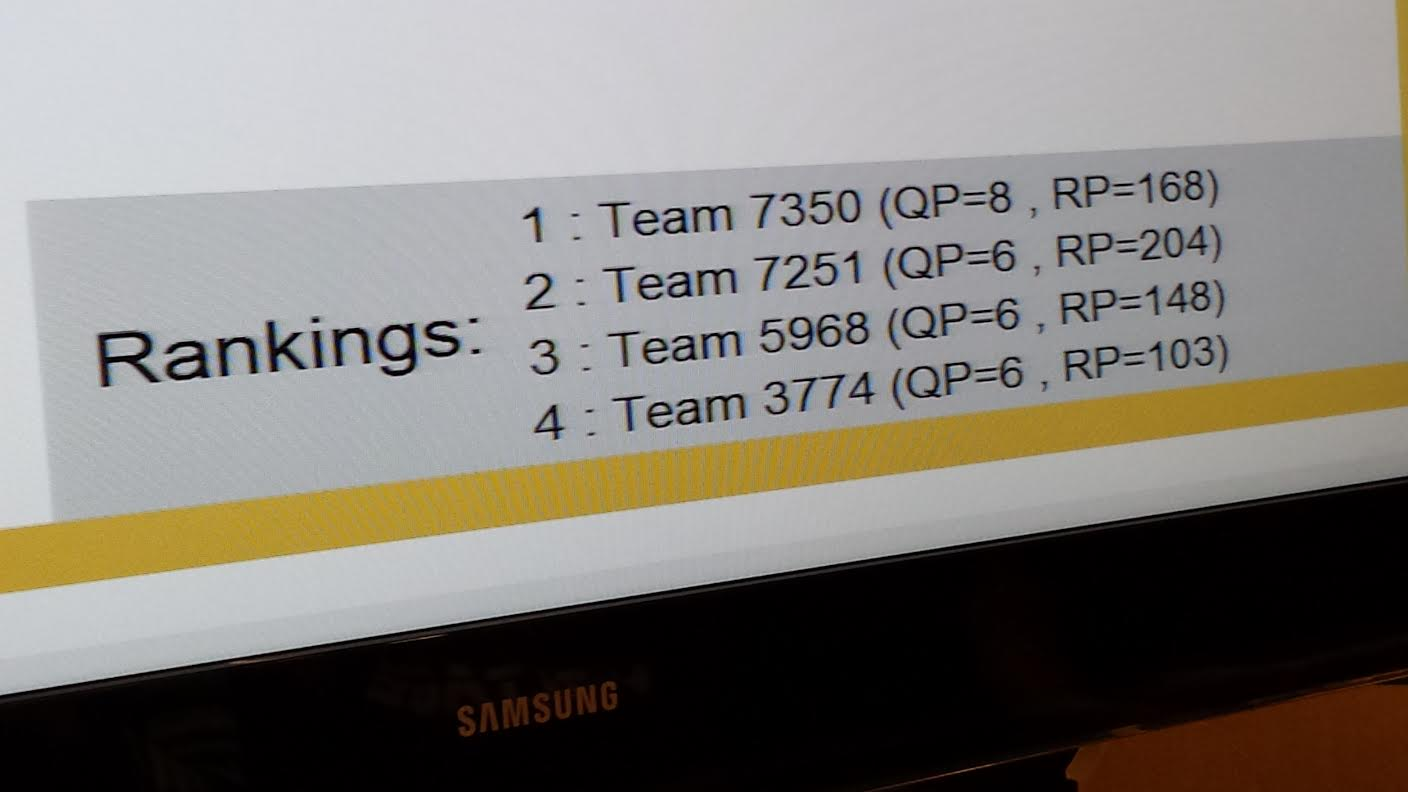 Rankings:
1 : Team 7350 (QP=8 , RP=168)
2 : Team 7251 (QP=6 , RP=204)
3 : Team 5968 (QP=6 , RP=148)
4 : Team 3774 (QP=6 , RP=103)
SAMSUNG